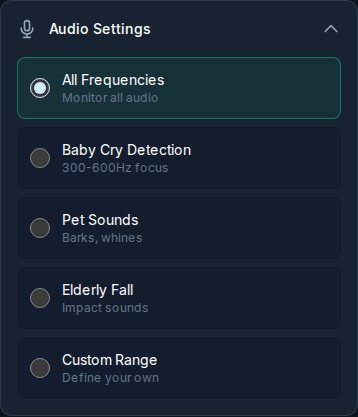 Audio Settings
All Frequencies
Monitor all audio
Baby Cry Detection
300-600Hz focus
Pet Sounds
Barks, whines
Elderly Fall
Impact sounds
Custom Range
Define your own